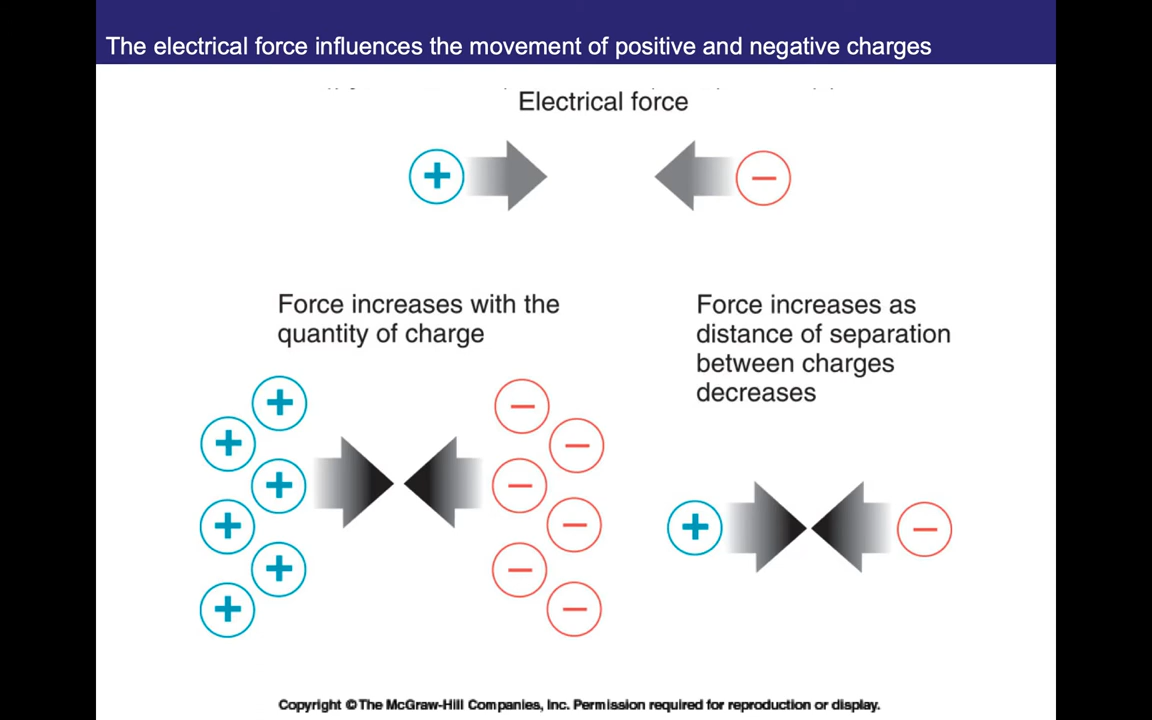 The electrical force influences the movement of positive and negative charges
Electrical force
+
−
Force increases with the
quantity of charge
Force increases as
distance of separation
between charges
decreases
+
−
+
−
+
−
+
−
+
−
+
−
+
−
Copyright © The McGraw-Hill Companies, Inc. Permission required for reproduction or display.